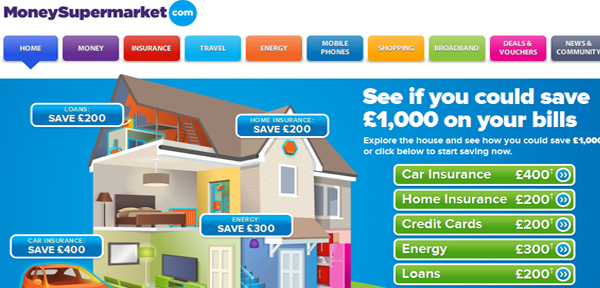 MoneySupermarket.com
HOME
MONEY
INSURANCE
TRAVEL
ENERGY
MOBILE
PHONES
SHOPPING
BROADBAND
DEALS &
VOUCHERS
NEWS &
COMMUNITY
LOANS:
SAVE £200
HOME INSURANCE:
SAVE £200
ENERGY:
SAVE £300
CAR INSURANCE:
SAVE £400
See if you could save
£1,000 on your bills
Explore the house and see how you could save £1,000
or click below to start saving now.
Car Insurance £400†
Home Insurance £200†
Credit Cards £200†
Energy £300†
Loans £200†